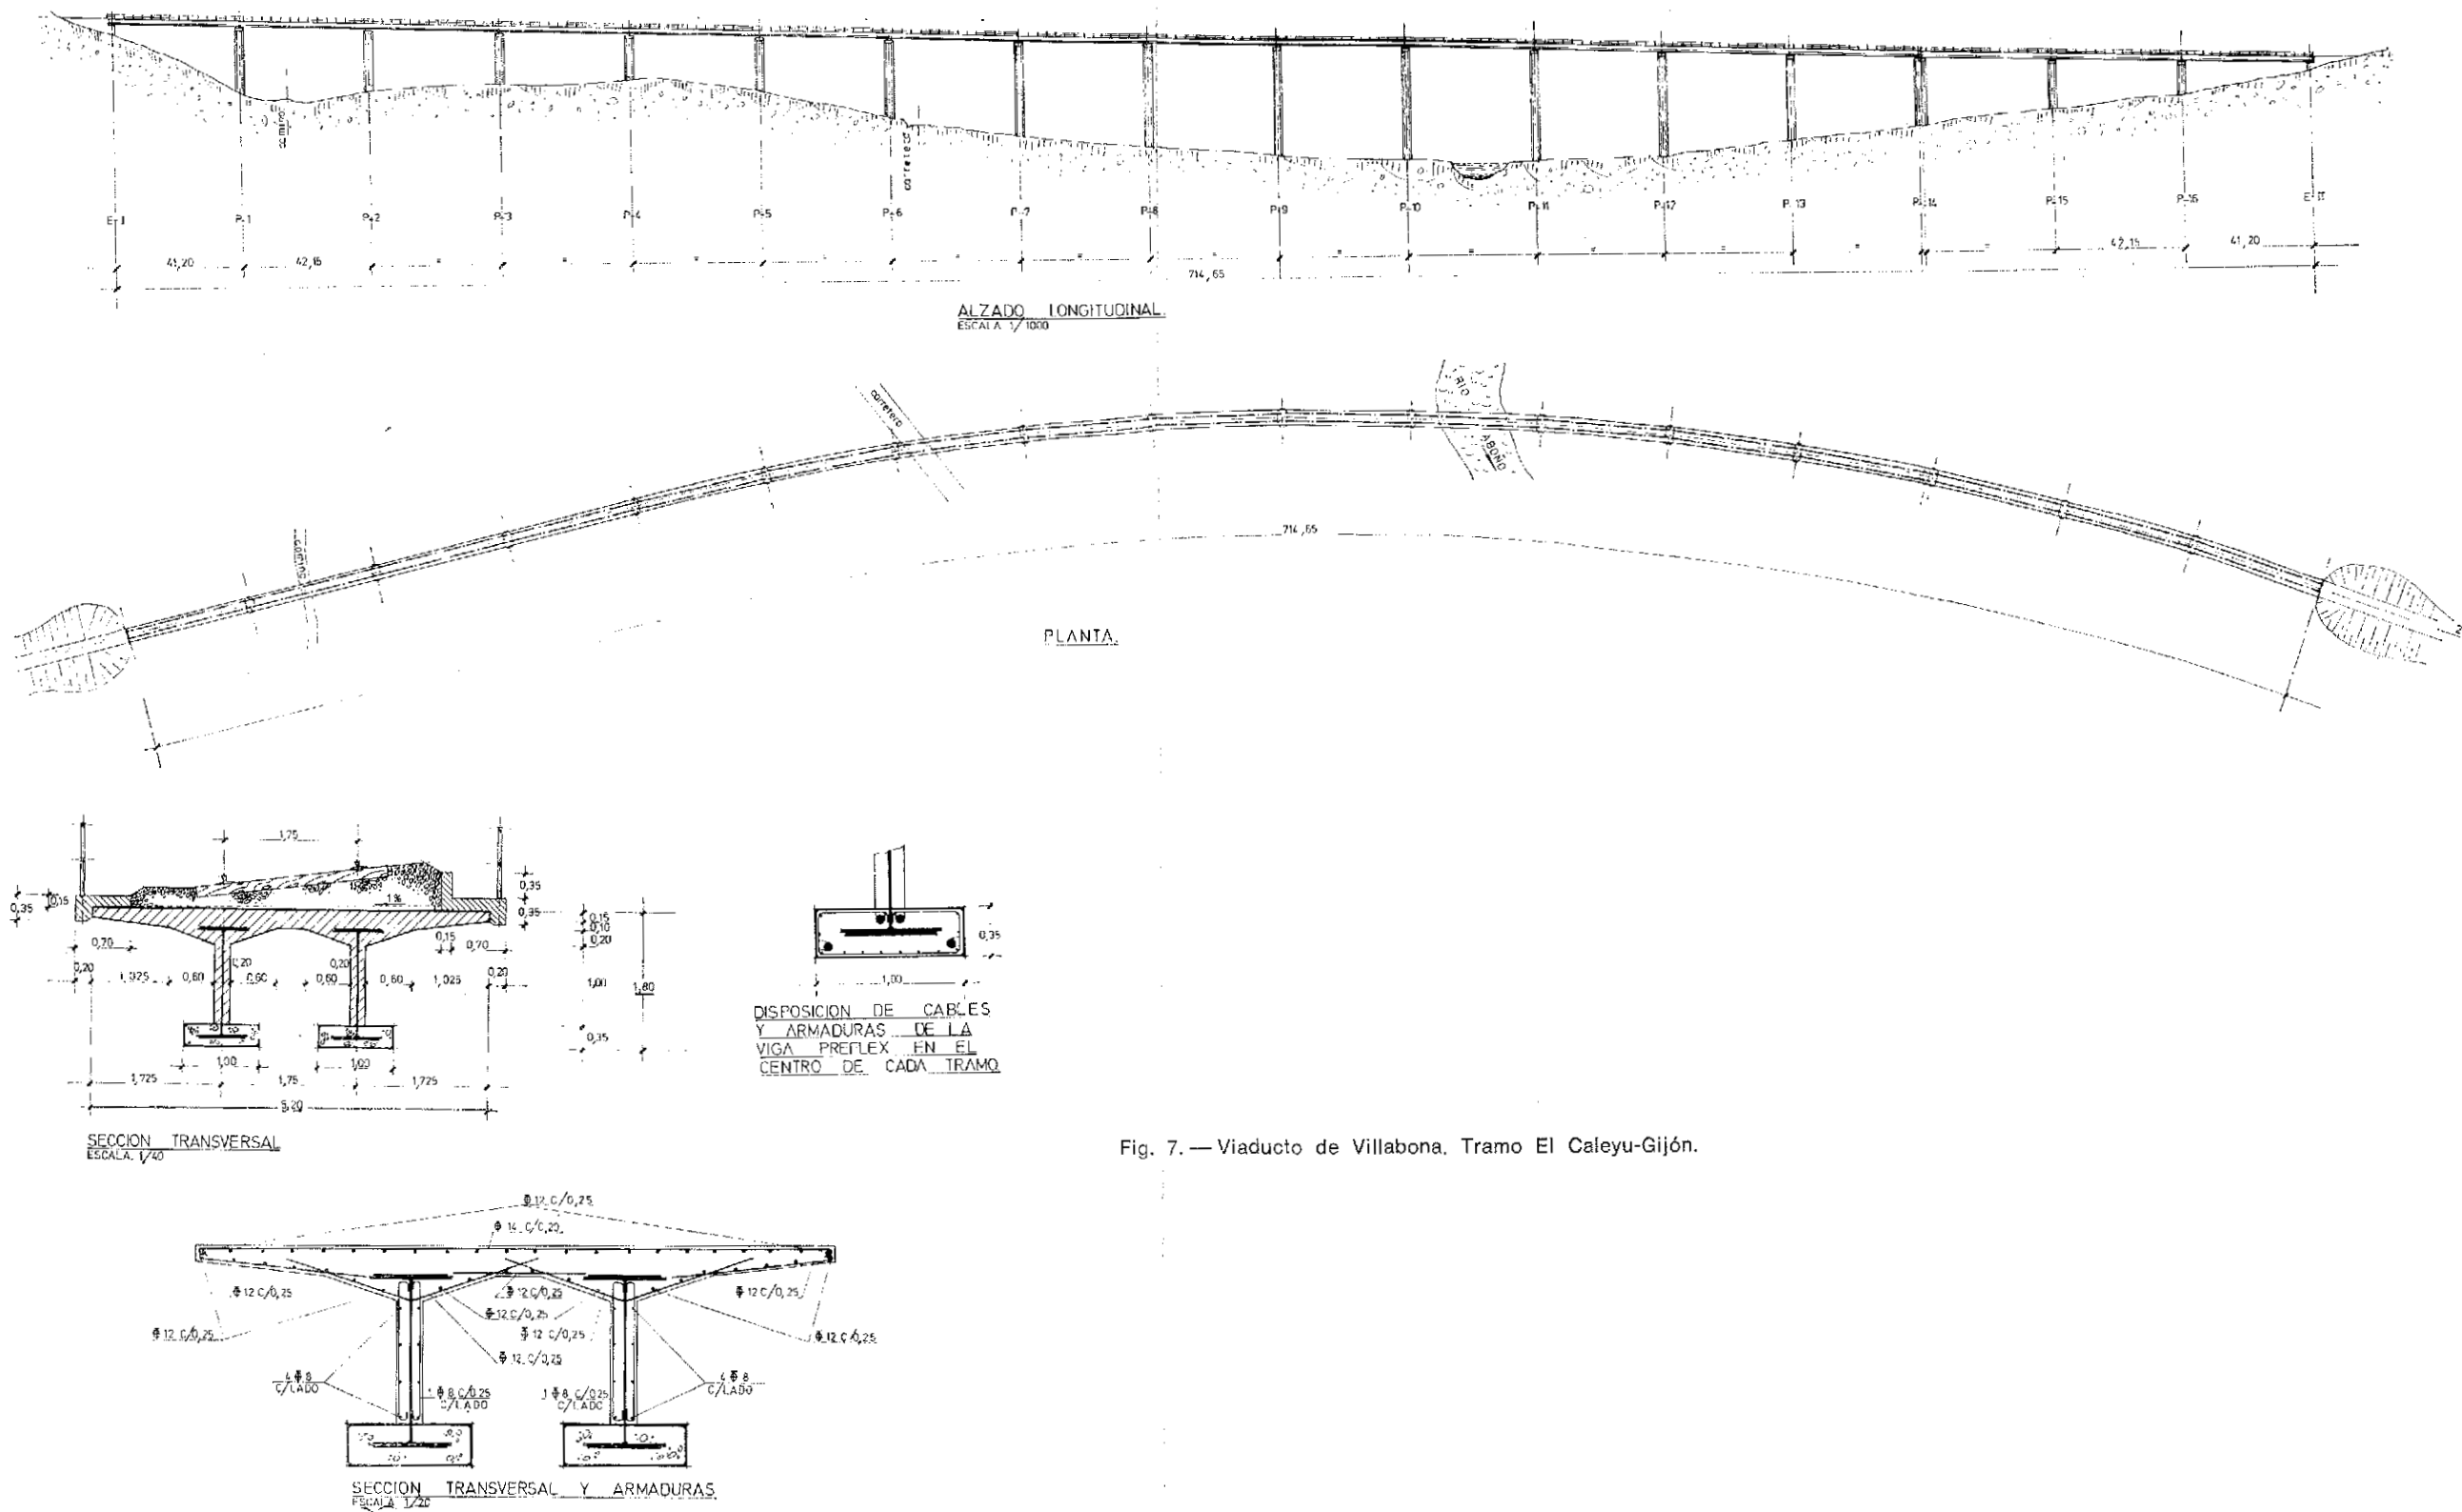 camino
carretera
E-I P-1 P-2 P-3 P-4 P-5 P-6 P-7 P-8 P-9 P-10 P-11 P-12 P-13 P-14 P-15 P-16 E-II
41,20 42,15 " " " " " " " " " " " " " 42,15 41,20
714,65
ALZADO LONGITUDINAL.
ESCALA 1/1000
carretera
RIO
ABOÑO
camino
714,65
2
PLANTA.
1,75
1%
0,35 0,15
0,35
0,35
0,15
0,10
0,20
1,00
1,80
0,35
0,70 0,15 0,70
0,20 0,20 0,20 0,20
1,025 0,60 0,60 0,60 0,60 1,025
1,00 1,00
1,725 1,75 1,725
5,20
SECCION TRANSVERSAL
ESCALA 1/40
0,35
1,00
DISPOSICION DE CABLES
Y ARMADURAS DE LA
VIGA PREFLEX EN EL
CENTRO DE CADA TRAMO
Fig. 7. — Viaducto de Villabona. Tramo El Caleyu-Gijón.
Φ 12 C/0,25
Φ 14 C/0,20
Φ 12 C/0,25 Φ 12 C/0,25 Φ 12 C/0,25
Φ 12 C/0,25
Φ 12 C/0,25 Φ 12 C/0,25 Φ 12 C/0,25
Φ 12 C/0,25
4 Φ 8
C/LADO
1 Φ 8 C/0,25
C/LADO
1 Φ 8 C/0,25
C/LADO
4 Φ 8
C/LADO
SECCION TRANSVERSAL Y ARMADURAS
ESCALA 1/20